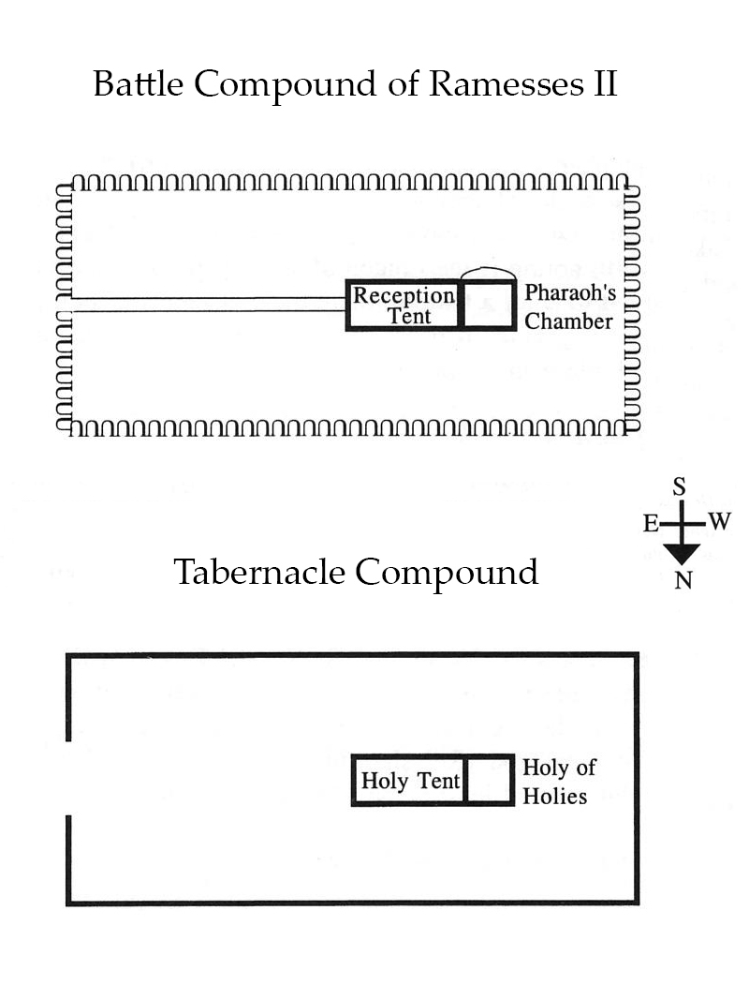 Battle Compound of Ramesses II
Reception
Tent
Pharaoh's
Chamber
S
E W
N
Tabernacle Compound
Holy Tent
Holy of
Holies